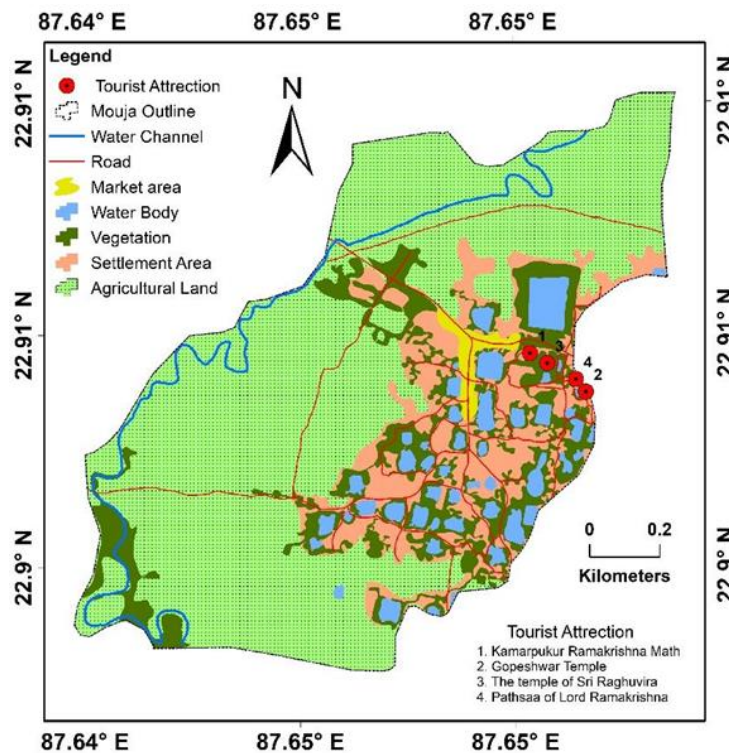 87.64° E 87.65° E 87.65° E
Legend
Tourist Attrection
Mouja Outline
Water Channel
Road
Market area
Water Body
Vegetation
Settlement Area
Agricultural Land
N
22.91° N 22.91° N
22.91° N 22.91° N
22.9° N 22.9° N
1
3
4
2
0 0.2
Kilometers
Tourist Attrection
1. Kamarpukur Ramakrishna Math
2. Gopeshwar Temple
3. The temple of Sri Raghuvira
4. Pathsaa of Lord Ramakrishna
87.64° E 87.65° E 87.65° E